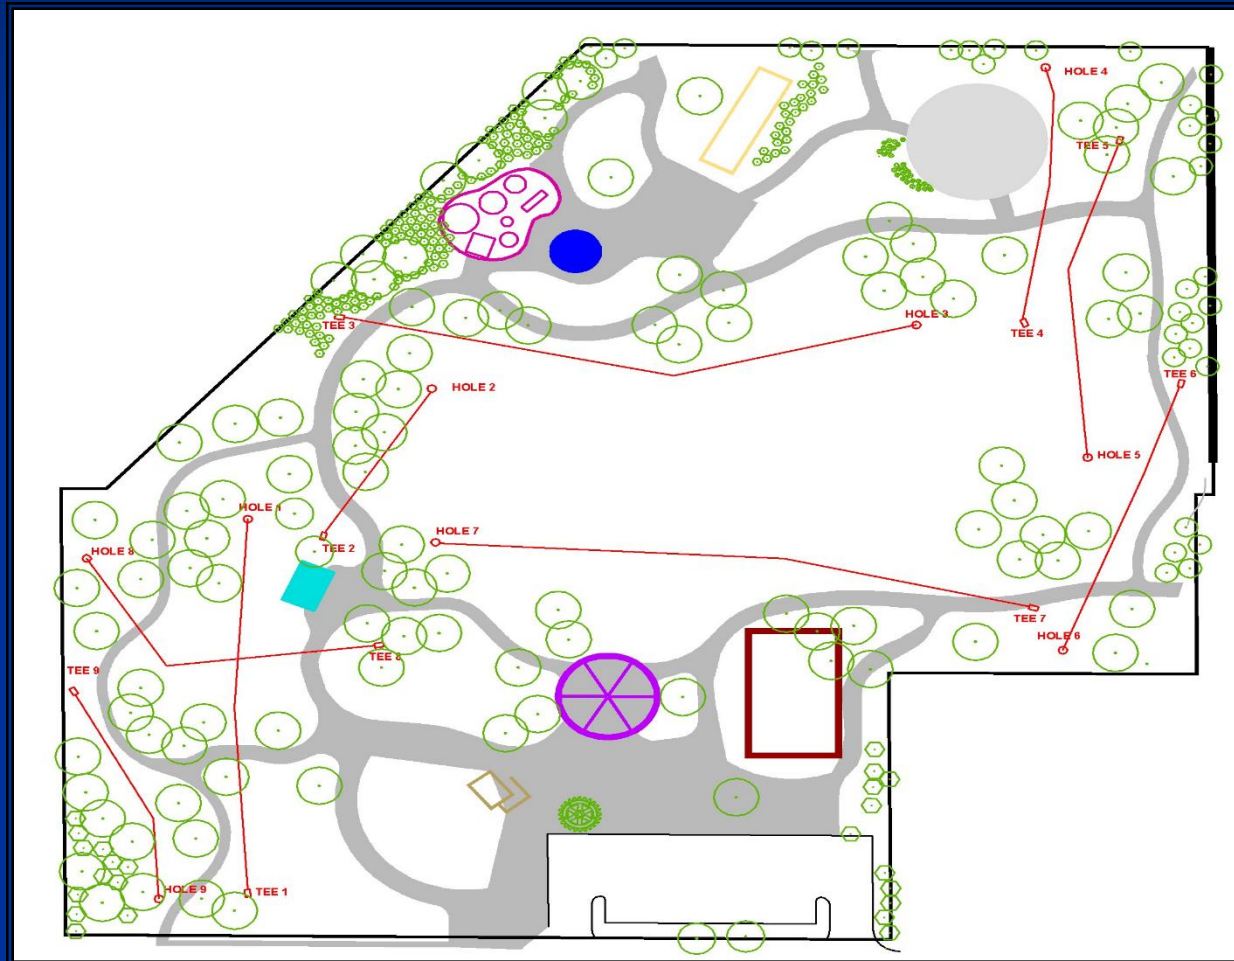 HOLE 4
TEE 5
TEE 3
HOLE 3
TEE 4
TEE 6
HOLE 2
HOLE 5
HOLE 1
HOLE 7
TEE 2
HOLE 8
TEE 7
HOLE 6
TEE 8
TEE 9
HOLE 9
TEE 1